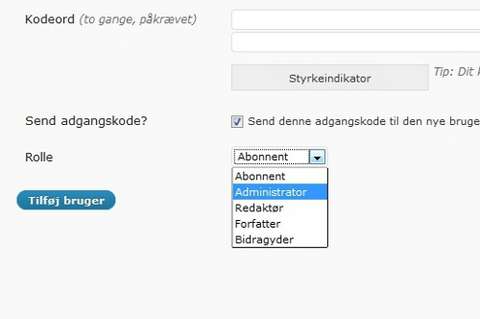 Kodeord (to gange, påkrævet)
Styrkeindikator
Tip: Dit
Send adgangskode?
Send denne adgangskode til den nye bruge
Rolle
Abonnent
Abonnent
Administrator
Redaktør
Forfatter
Bidragyder
Tilføj bruger